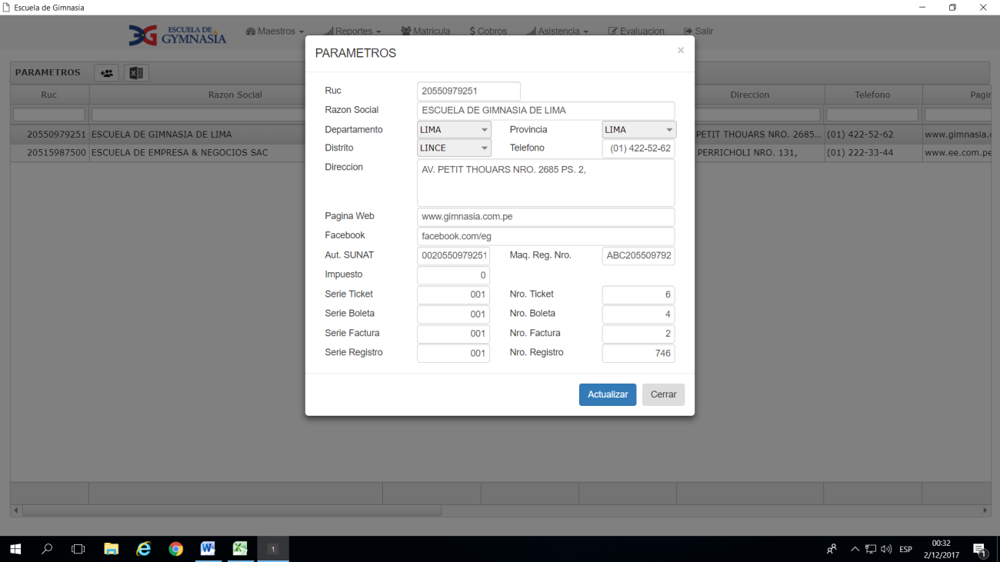 Escuela de Gimnasia
ESCUELA DE
GYMNASIA
Maestros Reportes Matricula $ Cobros Asistencia Evaluacion Salir
PARAMETROS
Ruc Razon Social Direccion Telefono Pagir
20550979251 ESCUELA DE GIMNASIA DE LIMA PETIT THOUARS NRO. 2685... (01) 422-52-62 www.gimnasia.c
20515987500 ESCUELA DE EMPRESA & NEGOCIOS SAC PERRICHOLI NRO. 131, (01) 222-33-44 www.ee.com.pe
PARAMETROS ×
Ruc 20550979251
Razon Social ESCUELA DE GIMNASIA DE LIMA
Departamento LIMA Provincia LIMA
Distrito LINCE Telefono (01) 422-52-62
Direccion AV. PETIT THOUARS NRO. 2685 PS. 2,
Pagina Web www.gimnasia.com.pe
Facebook facebook.com/eg
Aut. SUNAT 0020550979251 Maq. Reg. Nro. ABC205509792
Impuesto 0
Serie Ticket 001 Nro. Ticket 6
Serie Boleta 001 Nro. Boleta 4
Serie Factura 001 Nro. Factura 2
Serie Registro 001 Nro. Registro 746
Actualizar Cerrar
1 ESP 00:32 1
2/12/2017